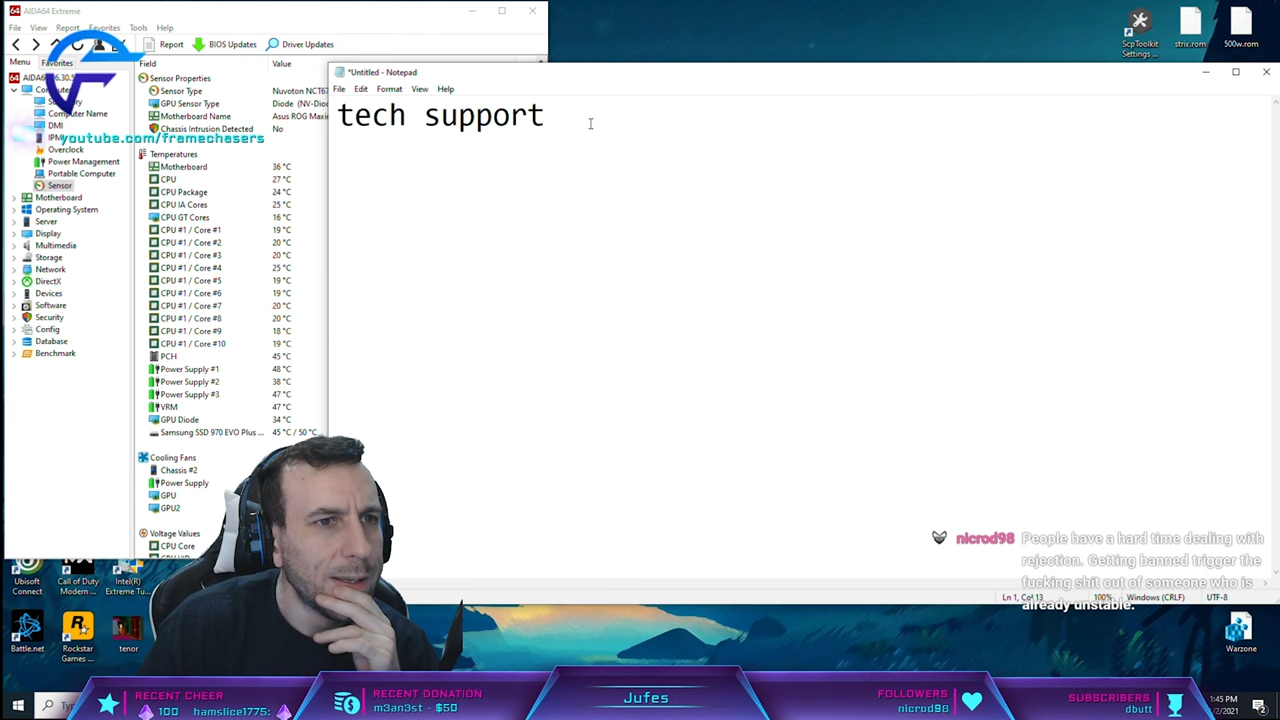 AIDA64 Extreme
File View Report Favorites Tools Help
Report BIOS Updates Driver Updates
Menu Favorites
Field Value
Computer Name
DMI
Overclock
Power Management
Portable Computer
Sensor
Motherboard
Operating System
Server
Display
Multimedia
Storage
Network
DirectX
Devices
Software
Security
Config
Database
Benchmark
youtube.com/framechasers
Sensor Properties
Sensor Type Nuvoton NCT67
GPU Sensor Type Diode (NV-Diod
Motherboard Name Asus ROG Maxim
Chassis Intrusion Detected No
Temperatures
Motherboard 36 °C
CPU 27 °C
CPU Package 24 °C
CPU IA Cores 25 °C
CPU GT Cores 16 °C
CPU #1 / Core #1 19 °C
CPU #1 / Core #2 20 °C
CPU #1 / Core #3 20 °C
CPU #1 / Core #4 25 °C
CPU #1 / Core #5 19 °C
CPU #1 / Core #6 19 °C
CPU #1 / Core #7 20 °C
CPU #1 / Core #8 20 °C
CPU #1 / Core #9 18 °C
CPU #1 / Core #10 19 °C
PCH 45 °C
Power Supply #1 48 °C
Power Supply #2 38 °C
Power Supply #3 47 °C
VRM 47 °C
GPU Diode 34 °C
Samsung SSD 970 EVO Plus ... 45 °C / 50 °C
Cooling Fans
Chassis #2
Power Supply
GPU
GPU2
Voltage Values
CPU Core
*Untitled - Notepad
File Edit Format View Help
tech support
Ln 1, Col 13 100% Windows (CRLF) UTF-8
nicrod98 People have a hard time dealing with
rejection. Getting banned trigger the
fucking shit out of someone who is
already unstable.
ScpToolkit
Settings ...
strix.rom
500w.rom
Ubisoft
Connect
Call of Duty
Modern ...
Intel(R)
Extreme Tu...
Battle.net
Rockstar
Games ...
tenor
Warzone
RECENT CHEER
100 hamslice1775:
RECENT DONATION
m3an3st - $50
Jufes
FOLLOWERS
nicrod98
SUBSCRIBERS
dbutt
1:45 PM
/2/2021